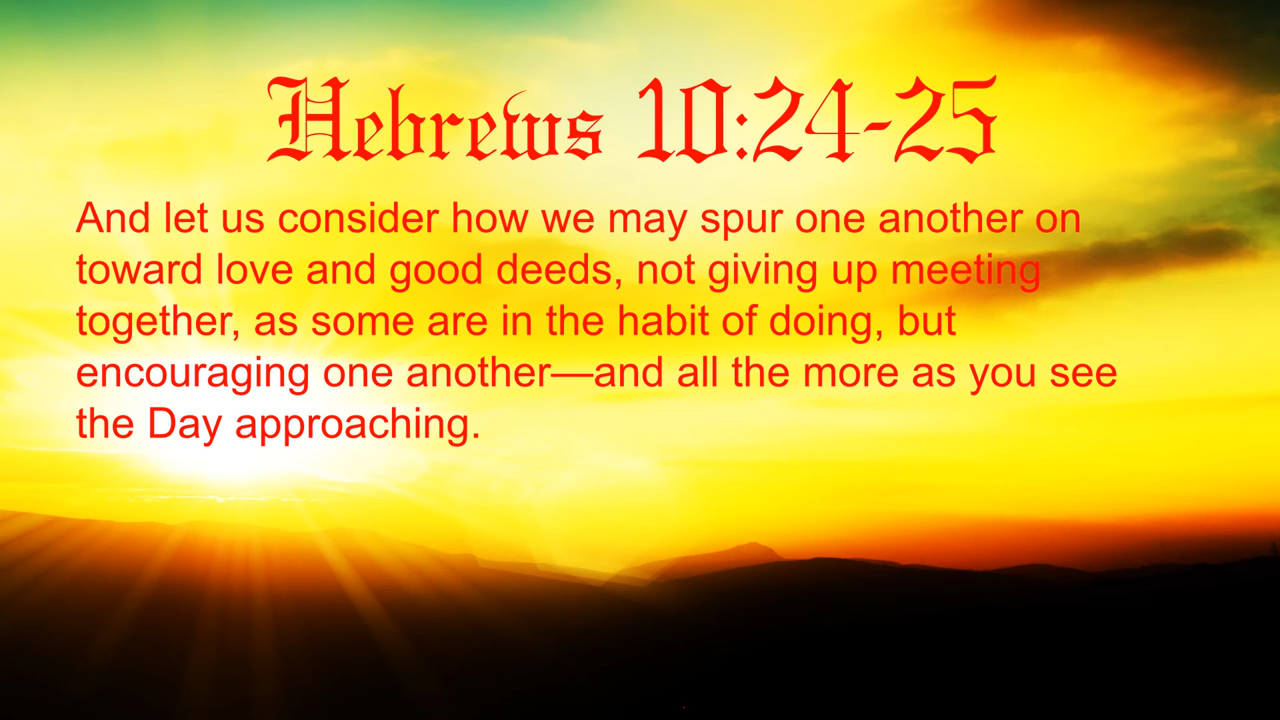 Hebrews 10:24-25
And let us consider how we may spur one another on
toward love and good deeds, not giving up meeting
together, as some are in the habit of doing, but
encouraging one another—and all the more as you see
the Day approaching.